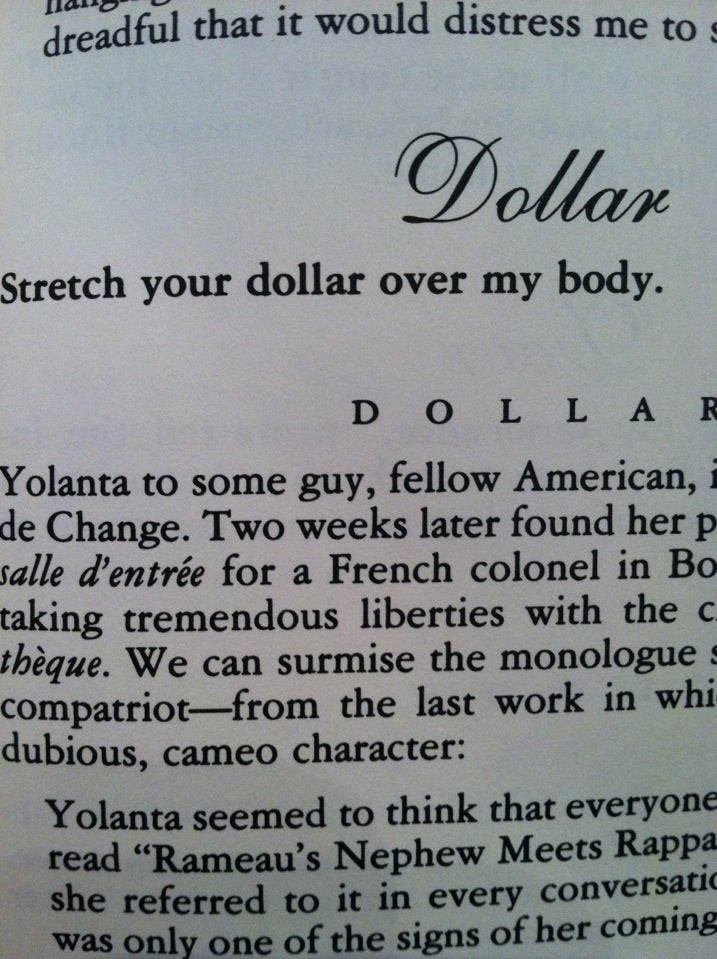 dreadful that it would distress me to
Dollar
Stretch your dollar over my body.
D O L L A R
Yolanta to some guy, fellow American,
de Change. Two weeks later found her
salle d'entrée for a French colonel in
taking tremendous liberties with the
thèque. We can surmise the monologue
compatriot—from the last work in
dubious, cameo character:
Yolanta seemed to think that everyone
read "Rameau's Nephew Meets
she referred to it in every
was only one of the signs of her coming